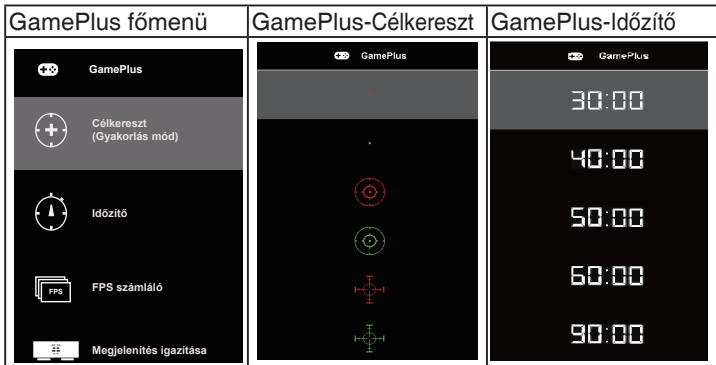 GamePlus főmenü
GamePlus-Célkereszt
GamePlus-Időzítő
GamePlus
Célkereszt
(Gyakorlás mód)
Időzítő
FPS
FPS számláló
Megjelenítés igazítása
GamePlus
GamePlus
30:00
40:00
50:00
60:00
90:00